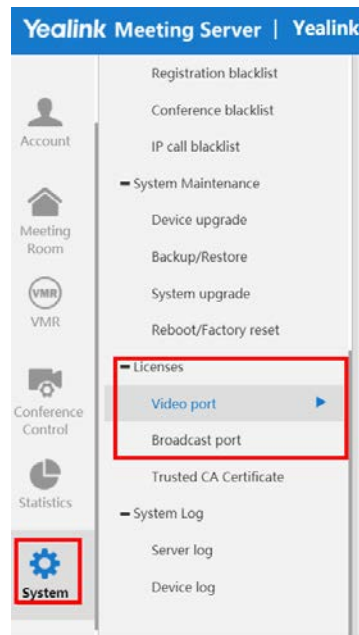 Yealink Meeting Server | Yealink
Account
Meeting
Room
VMR
VMR
Conference
Control
Statistics
System
Registration blacklist
Conference blacklist
IP call blacklist
System Maintenance
Device upgrade
Backup/Restore
System upgrade
Reboot/Factory reset
Licenses
Video port
Broadcast port
Trusted CA Certificate
System Log
Server log
Device log